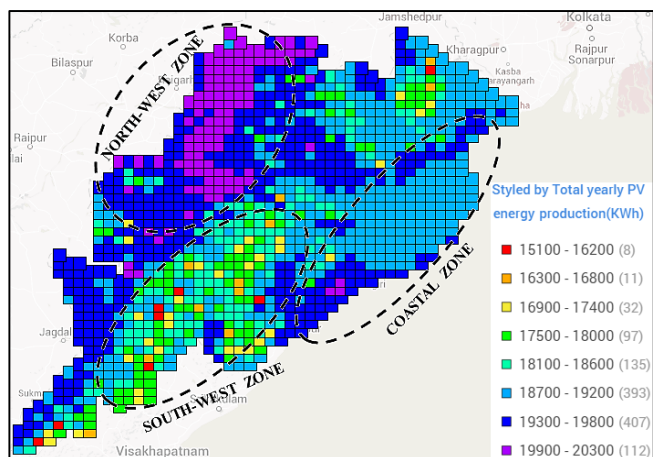 Jamshedpur
Kolkata
Korba
Kharagpur
Rajpur
Sonarpur
Bilaspur
Kasba
NORTH-WEST ZONE
Raipur
Styled by Total yearly PV
energy production(KWh)
15100 - 16200 (8)
16300 - 16800 (11)
16900 - 17400 (32)
17500 - 18000 (97)
18100 - 18600 (135)
18700 - 19200 (393)
19300 - 19800 (407)
19900 - 20300 (112)
COASTAL ZONE
Jagdal
SOUTH-WEST ZONE
Sukm
Visakhapatnam